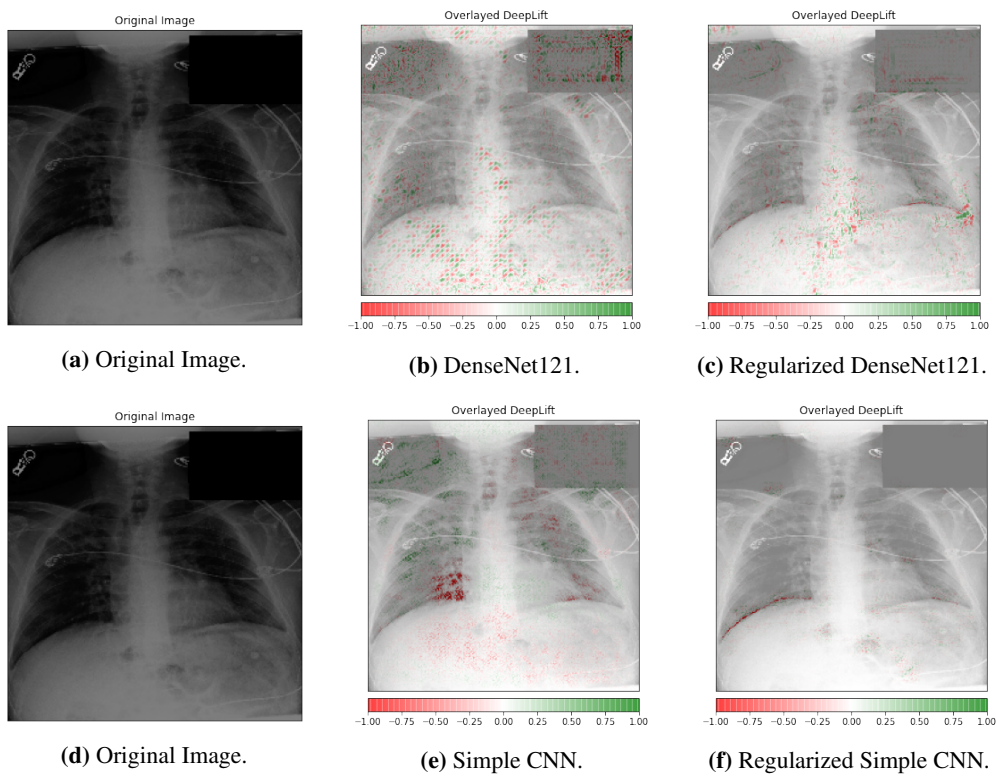 Original Image
Overlayed DeepLift
Overlayed DeepLift
−1.00 −0.75 −0.50 −0.25 0.00 0.25 0.50 0.75 1.00
−1.00 −0.75 −0.50 −0.25 0.00 0.25 0.50 0.75 1.00
(a) Original Image.
(b) DenseNet121.
(c) Regularized DenseNet121.
Original Image
Overlayed DeepLift
Overlayed DeepLift
−1.00 −0.75 −0.50 −0.25 0.00 0.25 0.50 0.75 1.00
−1.00 −0.75 −0.50 −0.25 0.00 0.25 0.50 0.75 1.00
(d) Original Image.
(e) Simple CNN.
(f) Regularized Simple CNN.